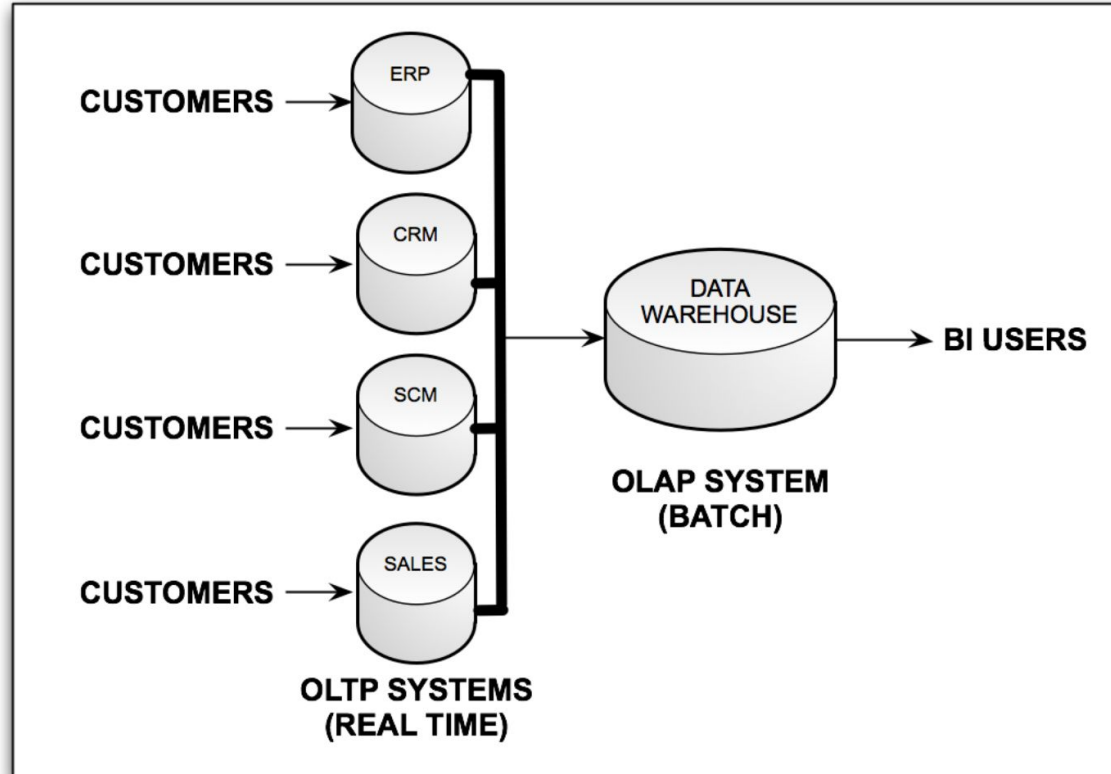 CUSTOMERS
ERP
CUSTOMERS
CRM
CUSTOMERS
SCM
CUSTOMERS
SALES
OLTP SYSTEMS
(REAL TIME)
DATA
WAREHOUSE
OLAP SYSTEM
(BATCH)
BI USERS